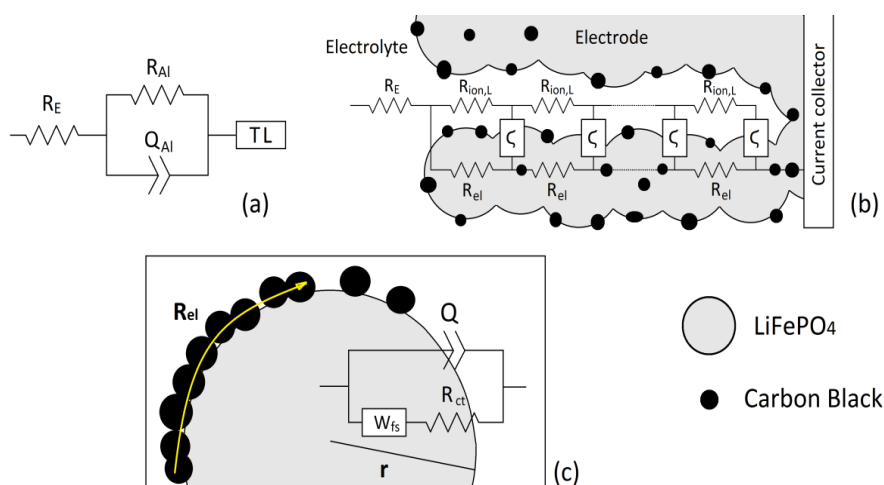 (a)
R_E
R_Al
Q_Al
TL
Electrolyte
Electrode
R_E
R_ion,L
R_ion,L
R_ion,L
ζ
ζ
ζ
ζ
R_el
R_el
R_el
Current collector
(b)
R_el
Q
R_ct
W_fs
r
(c)
LiFePO₄
Carbon Black